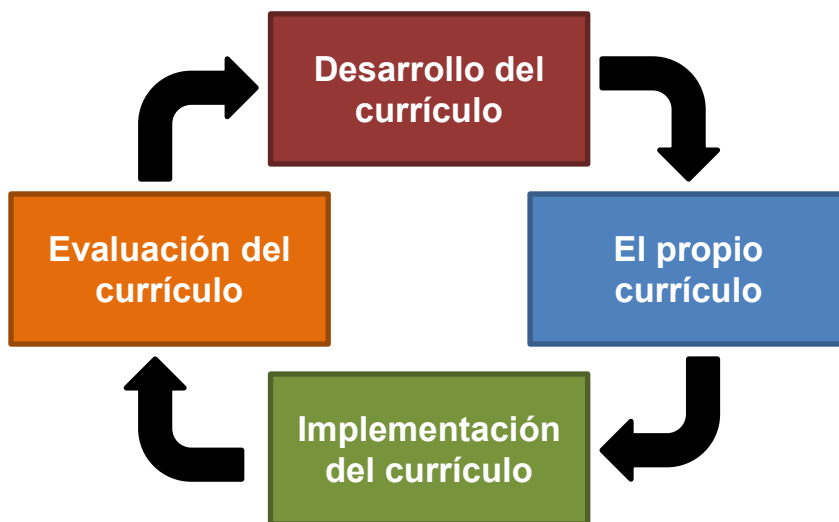 Desarrollo del
currículo
El propio
currículo
Implementación
del currículo
Evaluación del
currículo